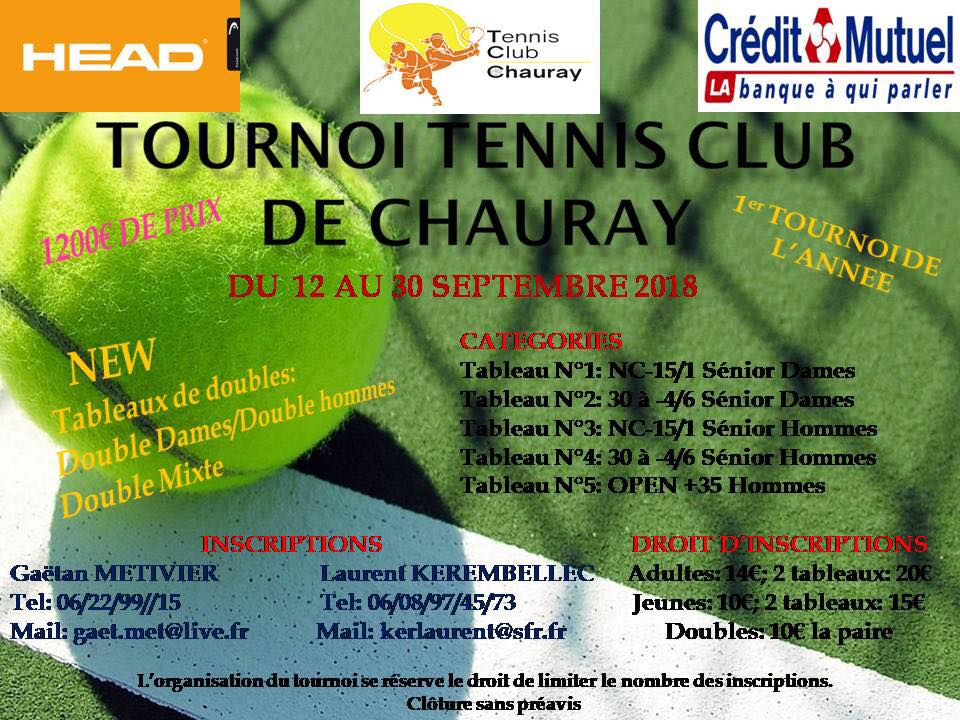 HEAD
Tennis
Club
de
Chauray
Crédit Mutuel
LA banque à qui parler
TOURNOI TENNIS CLUB
DE CHAURAY
1200€ DE PRIX
1er TOURNOI DE
L'ANNEE
DU 12 AU 30 SEPTEMBRE 2018
NEW
Tableaux de doubles:
Double Dames/Double hommes
Double Mixte
CATEGORIES
Tableau N°1: NC-15/1 Sénior Dames
Tableau N°2: 30 à -4/6 Sénior Dames
Tableau N°3: NC-15/1 Sénior Hommes
Tableau N°4: 30 à -4/6 Sénior Hommes
Tableau N°5: OPEN +35 Hommes
INSCRIPTIONS
Gaëtan METIVIER
Tel: 06/22/99//15
Mail: gaet.met@live.fr
Laurent KEREMBELLEC
Tel: 06/08/97/45/73
Mail: kerlaurent@sfr.fr
DROIT D'INSCRIPTIONS
Adultes: 14€; 2 tableaux: 20€
Jeunes: 10€; 2 tableaux: 15€
Doubles: 10€ la paire
L'organisation du tournoi se réserve le droit de limiter le nombre des inscriptions.
Clôture sans préavis